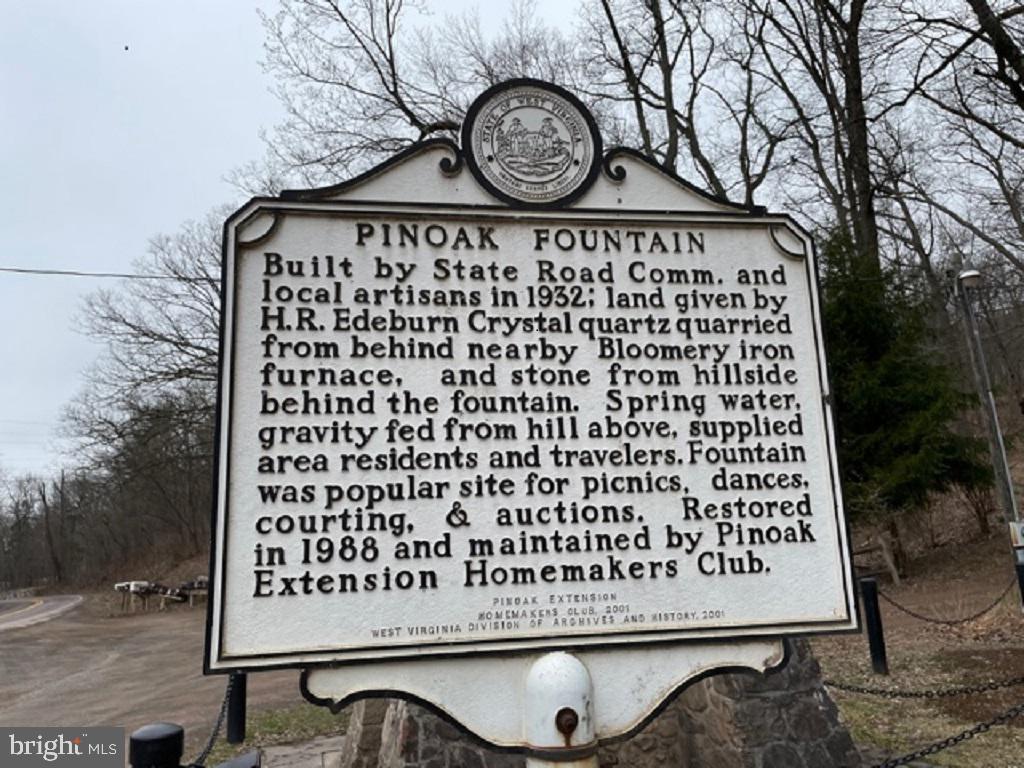 STATE OF WEST VIRGINIA
PINOAK FOUNTAIN
Built by State Road Comm. and
local artisans in 1932; land given by
H.R. Edeburn Crystal quartz quarried
from behind nearby Bloomery iron
furnace, and stone from hillside
behind the fountain. Spring water,
gravity fed from hill above, supplied
area residents and travelers. Fountain
was popular site for picnics, dances,
courting, & auctions. Restored
in 1988 and maintained by Pinoak
Extension Homemakers Club.
PINOAK EXTENSION
HOMEMAKERS CLUB, 2001
WEST VIRGINIA DIVISION OF ARCHIVES AND HISTORY, 2001
bright MLS